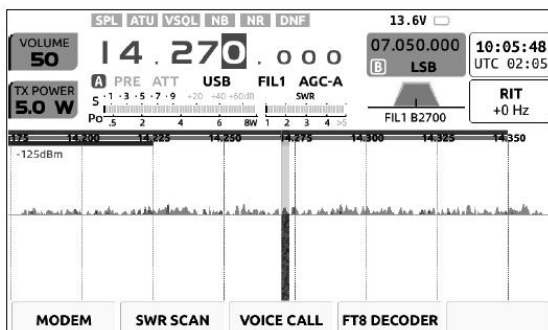 SPL ATU VSQL NB NR DNF 13.6V
VOLUME
50
14.270.000
07.050.000
B LSB
10:05:48
UTC 02:05
A PRE ATT USB FIL1 AGC-A
TX POWER
5.0 W
S ·1 ·3 ·5 ·7 ·9 +20 +40 +60dB SWR
Po .5 2 4 6 8W 1 2 3 4 >5
FIL1 B2700
RIT
+0 Hz
175 14.200 14.225 14.250 14.275 14.300 14.325 14.350
-125dBm
MODEM SWR SCAN VOICE CALL FT8 DECODER